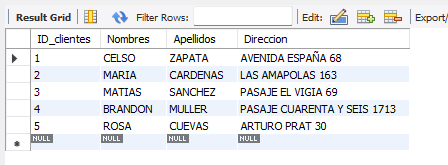 Result Grid Filter Rows: Edit: Export/
ID_clientes Nombres Apellidos Direccion
1 CELSO ZAPATA AVENIDA ESPAÑA 68
2 MARIA CARDENAS LAS AMAPOLAS 163
3 MATIAS SANCHEZ PASAJE EL VIGIA 69
4 BRANDON MULLER PASAJE CUARENTA Y SEIS 1713
5 ROSA CUEVAS ARTURO PRAT 30
NULL NULL NULL NULL